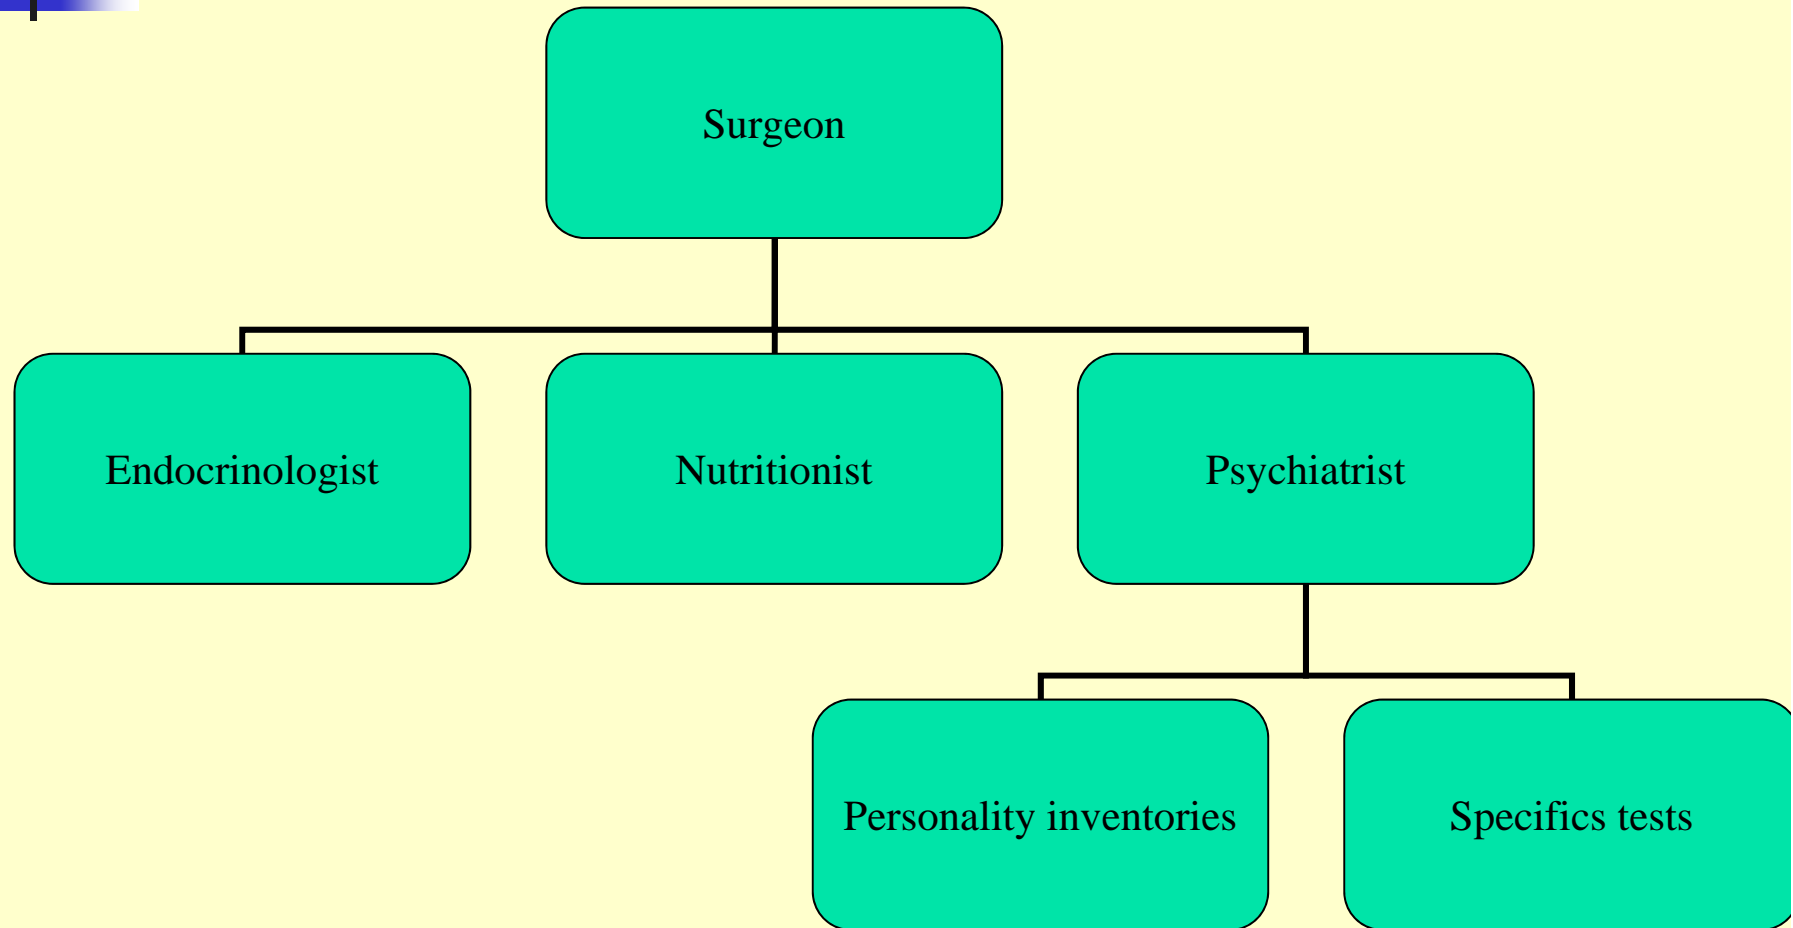 Surgeon
Endocrinologist
Nutritionist
Psychiatrist
Personality inventories
Specifics tests